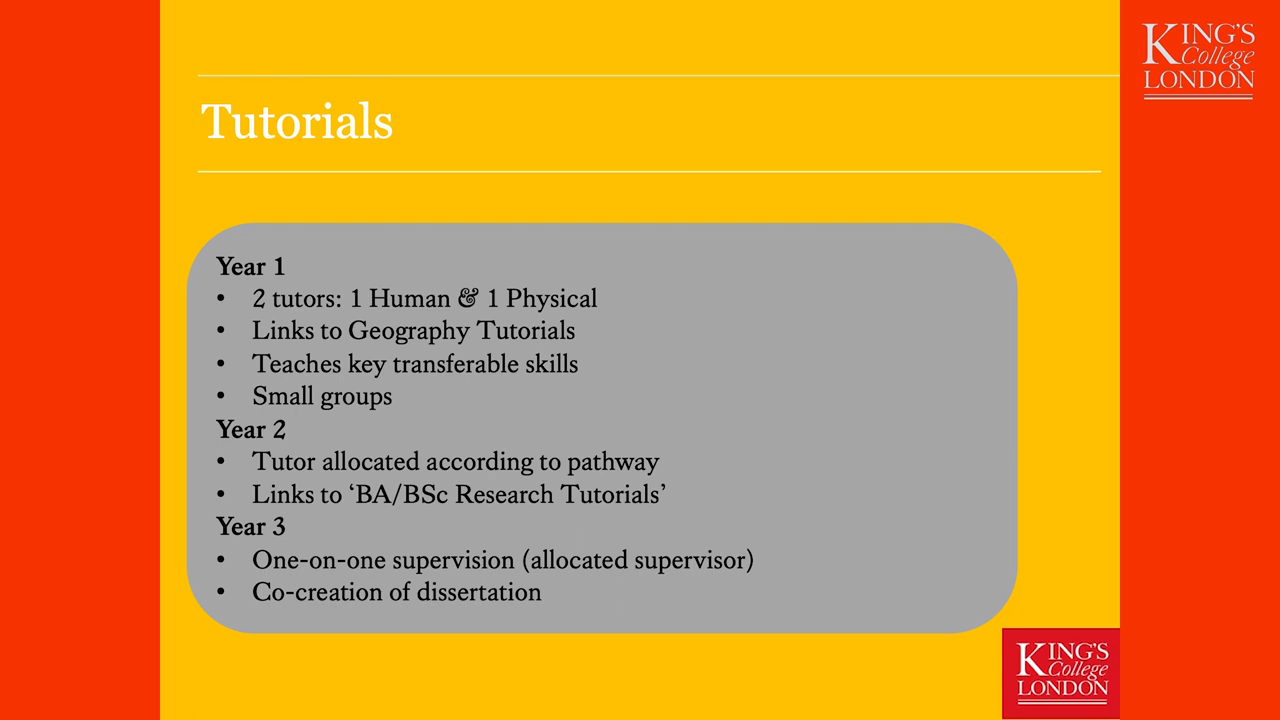 KING'S
College
LONDON
Tutorials
Year 1
• 2 tutors: 1 Human & 1 Physical
• Links to Geography Tutorials
• Teaches key transferable skills
• Small groups
Year 2
• Tutor allocated according to pathway
• Links to ‘BA/BSc Research Tutorials’
Year 3
• One-on-one supervision (allocated supervisor)
• Co-creation of dissertation
KING'S
College
LONDON